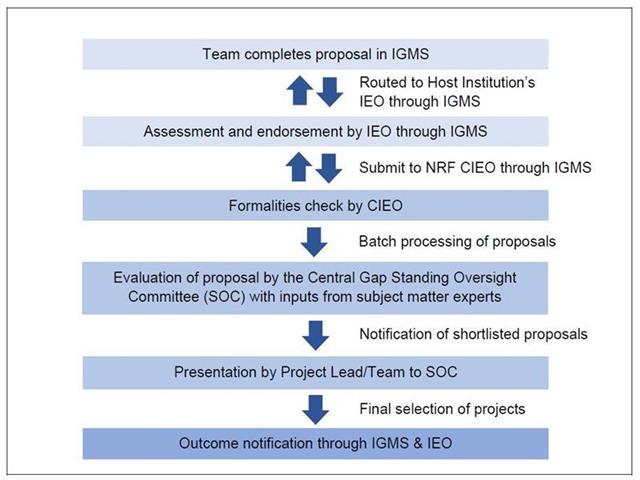 Team completes proposal in IGMS
Routed to Host Institution's
IEO through IGMS
Assessment and endorsement by IEO through IGMS
Submit to NRF CIEO through IGMS
Formalities check by CIEO
Batch processing of proposals
Evaluation of proposal by the Central Gap Standing Oversight
Committee (SOC) with inputs from subject matter experts
Notification of shortlisted proposals
Presentation by Project Lead/Team to SOC
Final selection of projects
Outcome notification through IGMS & IEO